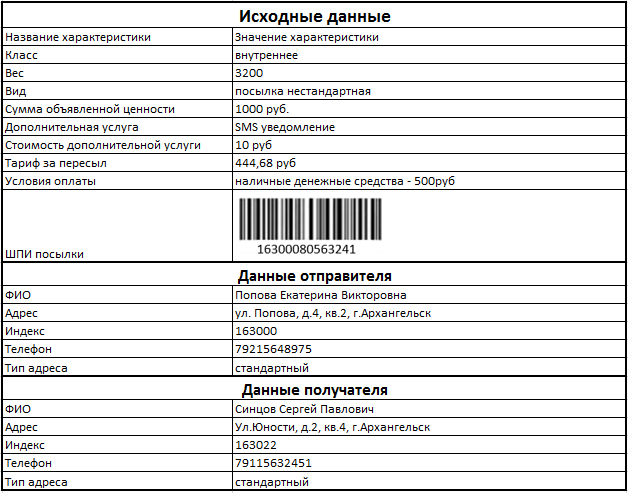 Исходные данные
Название характеристики Значение характеристики
Класс внутреннее
Вес 3200
Вид посылка нестандартная
Сумма объявленной ценности 1000 руб.
Дополнительная услуга SMS уведомление
Стоимость дополнительной услуги 10 руб
Тариф за пересыл 444,68 руб
Условия оплаты наличные денежные средства - 500руб
16300080563241
ШПИ посылки
Данные отправителя
ФИО Попова Екатерина Викторовна
Адрес ул. Попова, д.4, кв.2, г.Архангельск
Индекс 163000
Телефон 79215648975
Тип адреса стандартный
Данные получателя
ФИО Синцов Сергей Павлович
Адрес Ул.Юности, д.2, кв.4, г.Архангельск
Индекс 163022
Телефон 79115632451
Тип адреса стандартный